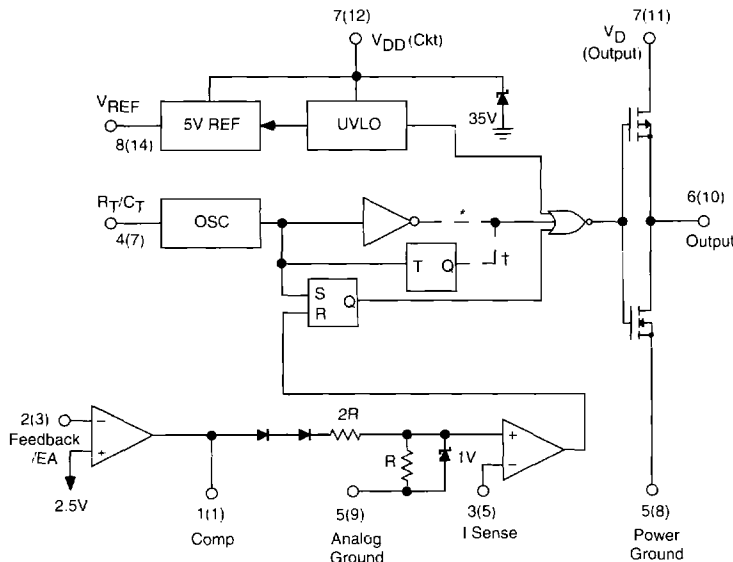 7(12)
V_DD (Ckt)
7(11)
V_D
(Output)
V_REF
8(14)
5V REF
UVLO
35V
R_T/C_T
4(7)
OSC
*
T Q
†
S
R
Q
6(10)
Output
2(3)
Feedback
/EA
−
+
2.5V
2R
R
1V
+
−
1(1)
Comp
5(9)
Analog
Ground
3(5)
I Sense
5(8)
Power
Ground